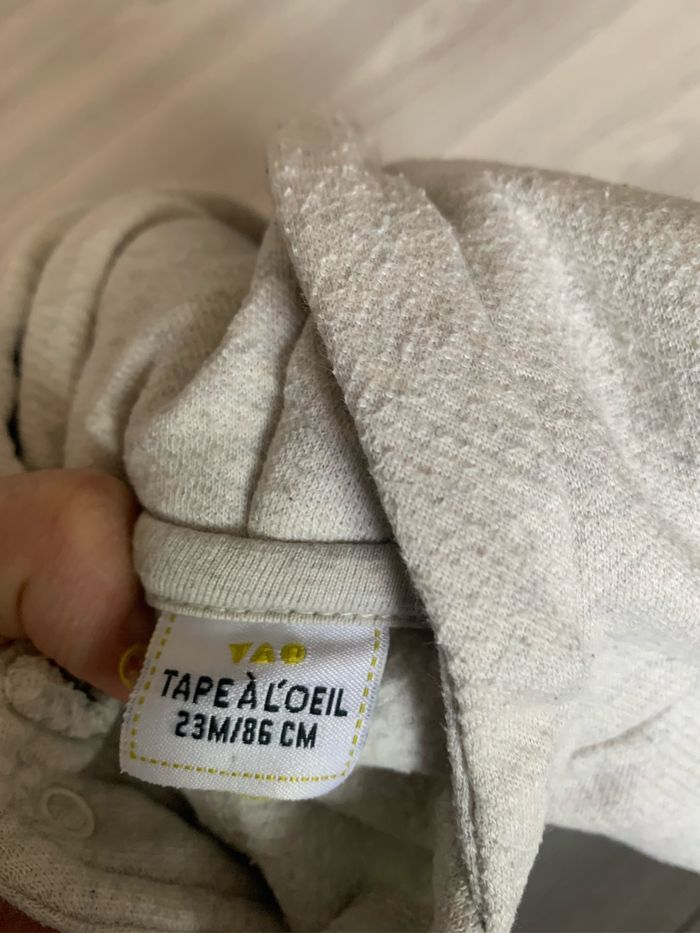 TAO
TAPE À L'OEIL
23M/86 CM